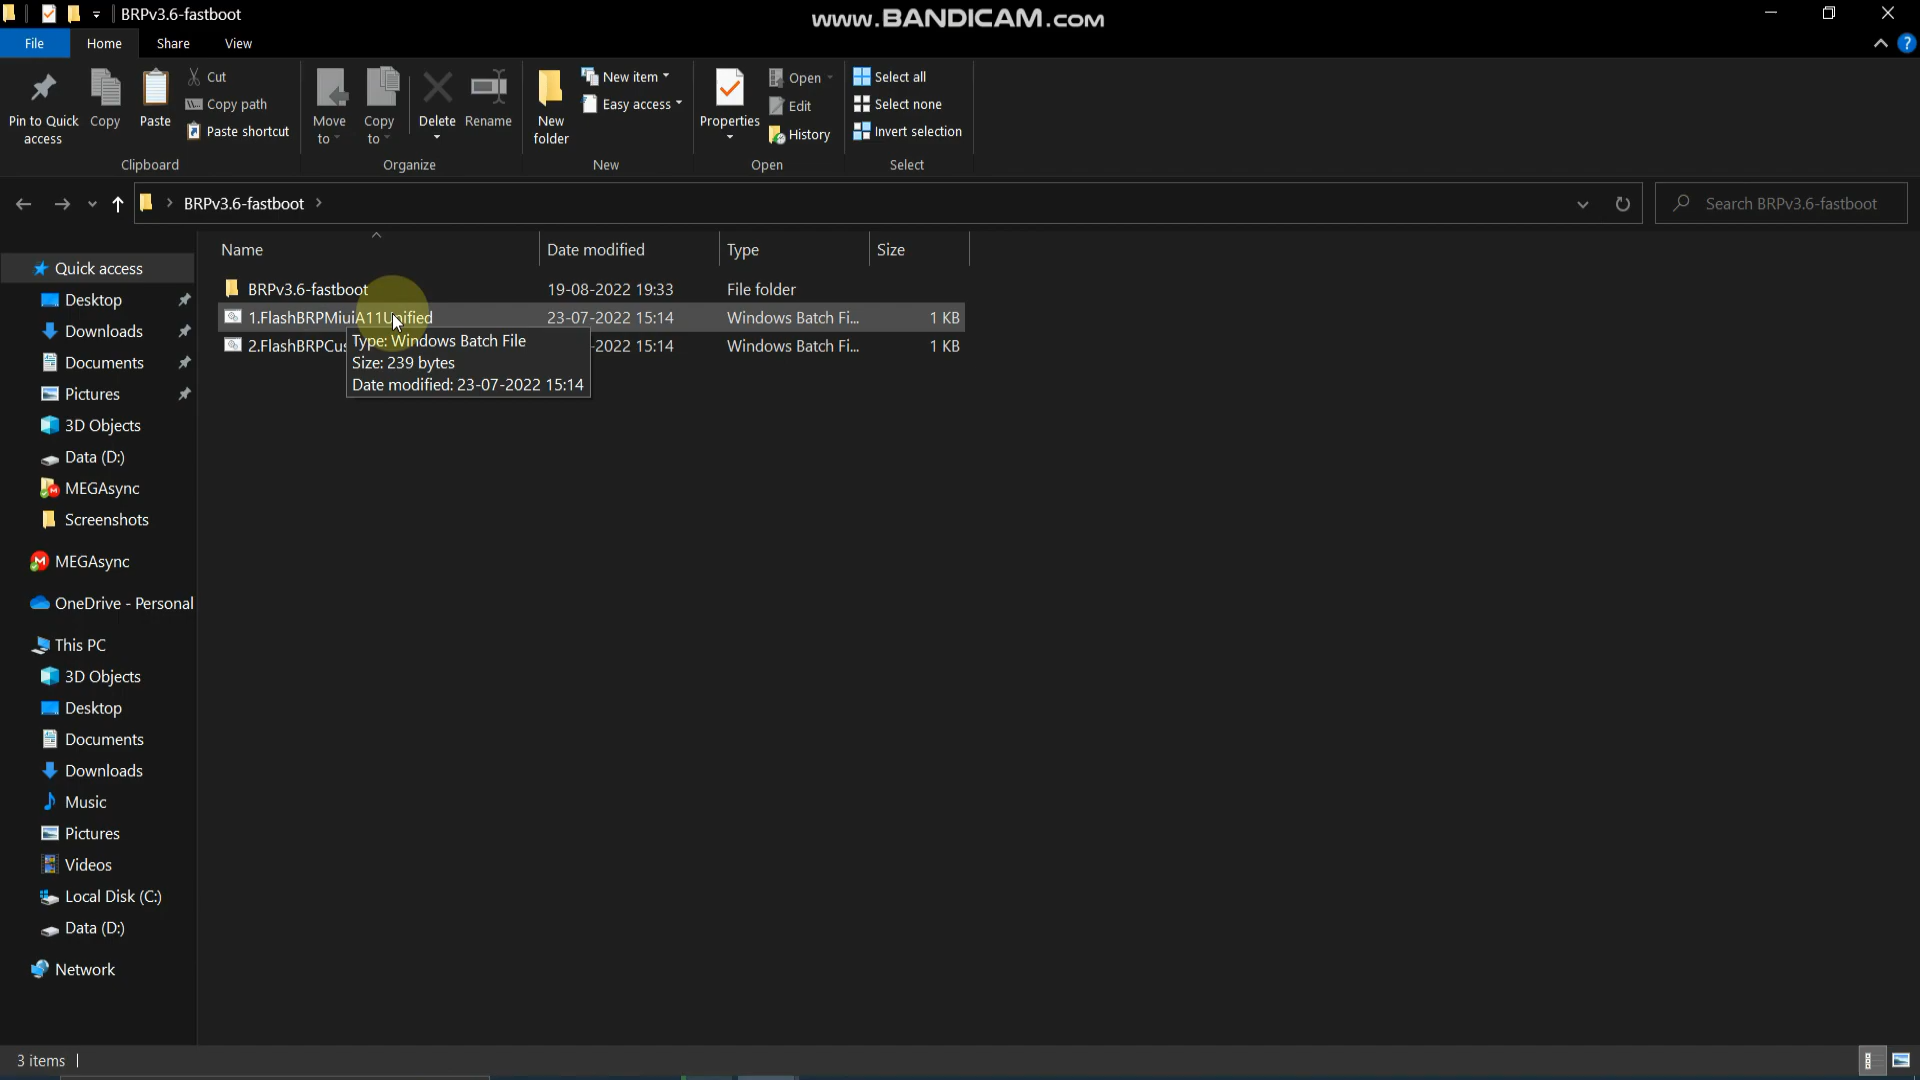 BRPv3.6-fastboot
www.BANDICAM.com
File
Home
Share
View
Pin to Quick
access
Copy
Paste
Cut
Copy path
Paste shortcut
Clipboard
Move
to
Copy
to
Delete
Rename
Organize
New
folder
New item
Easy access
New
Properties
Open
Edit
History
Open
Select all
Select none
Invert selection
Select
BRPv3.6-fastboot
Search BRPv3.6-fastboot
Name
Date modified
Type
Size
BRPv3.6-fastboot 19-08-2022 19:33 File folder
1.FlashBRPMiuiA11Unified 23-07-2022 15:14 Windows Batch Fi... 1 KB
2.FlashBRPCus -2022 15:14 Windows Batch Fi... 1 KB
Type: Windows Batch File
Size: 239 bytes
Date modified: 23-07-2022 15:14
Quick access
Desktop
Downloads
Documents
Pictures
3D Objects
Data (D:)
MEGAsync
Screenshots
MEGAsync
OneDrive - Personal
This PC
3D Objects
Desktop
Documents
Downloads
Music
Pictures
Videos
Local Disk (C:)
Data (D:)
Network
3 items